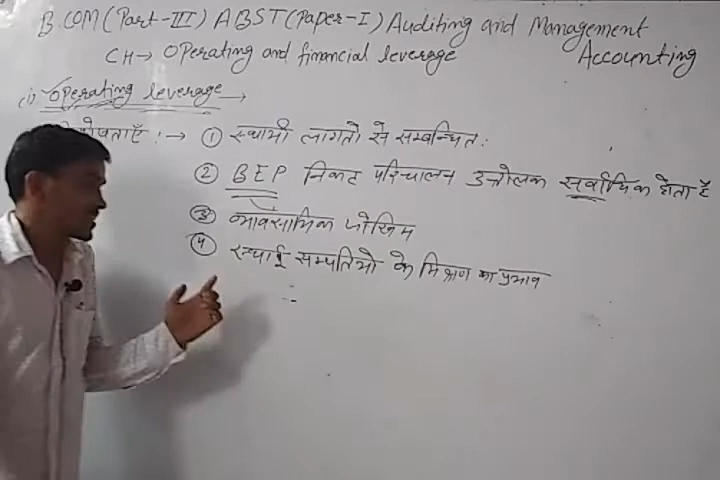 B.COM (Part-III) ABST (Paper-I) Auditing and Management Accounting
CH→ Operating and financial leverage
(i) Operating leverage →
:→ ① स्थायी लागतो से सम्बन्धित :
② BEP निकट परिचालन उत्तोलक सर्वाधिक होता है
③ व्यावसायिक जोखिम
④ स्थाई सम्पतियो के मिश्रण का प्रभाव